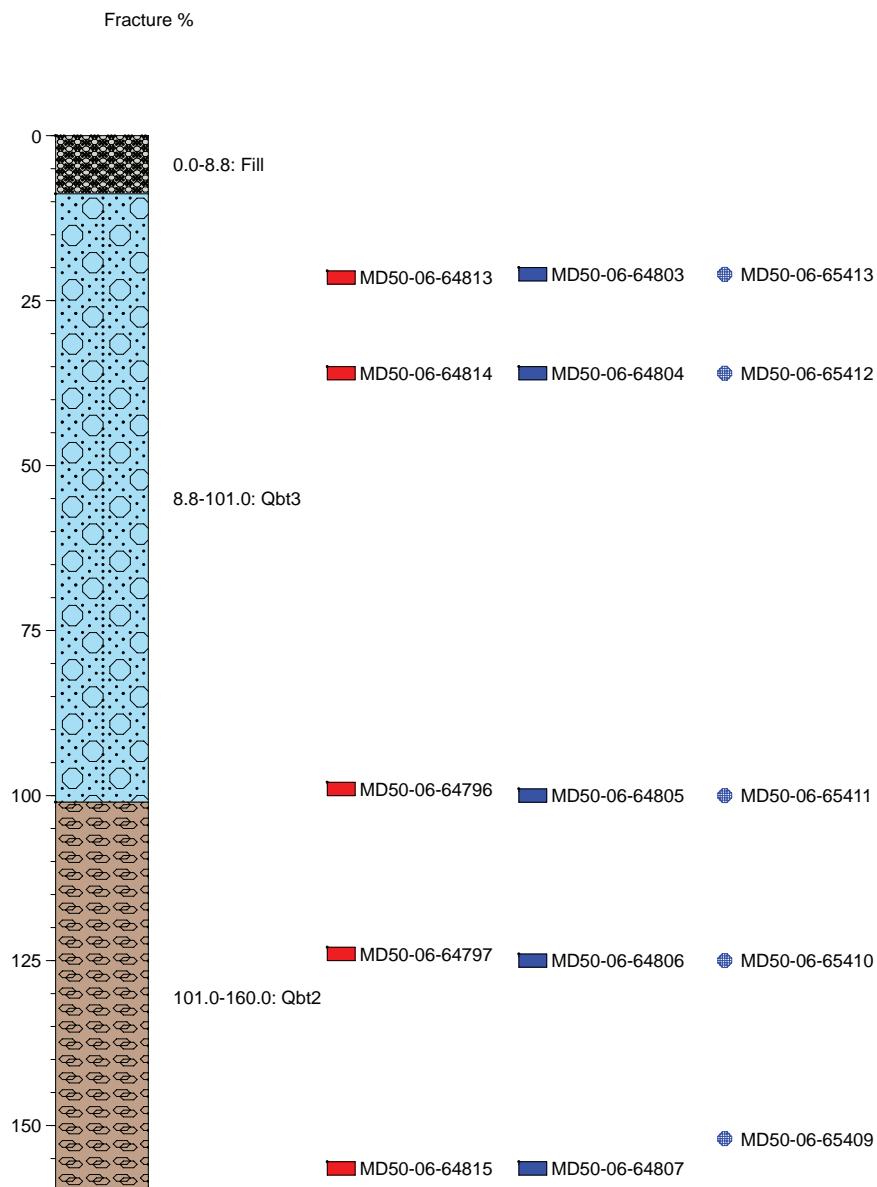 Fracture %
0
0.0-8.8: Fill
MD50-06-64813 MD50-06-64803 MD50-06-65413
25
MD50-06-64814 MD50-06-64804 MD50-06-65412
50
8.8-101.0: Qbt3
75
MD50-06-64796 MD50-06-64805 MD50-06-65411
100
MD50-06-64797 MD50-06-64806 MD50-06-65410
125
101.0-160.0: Qbt2
150
MD50-06-65409
MD50-06-64815 MD50-06-64807